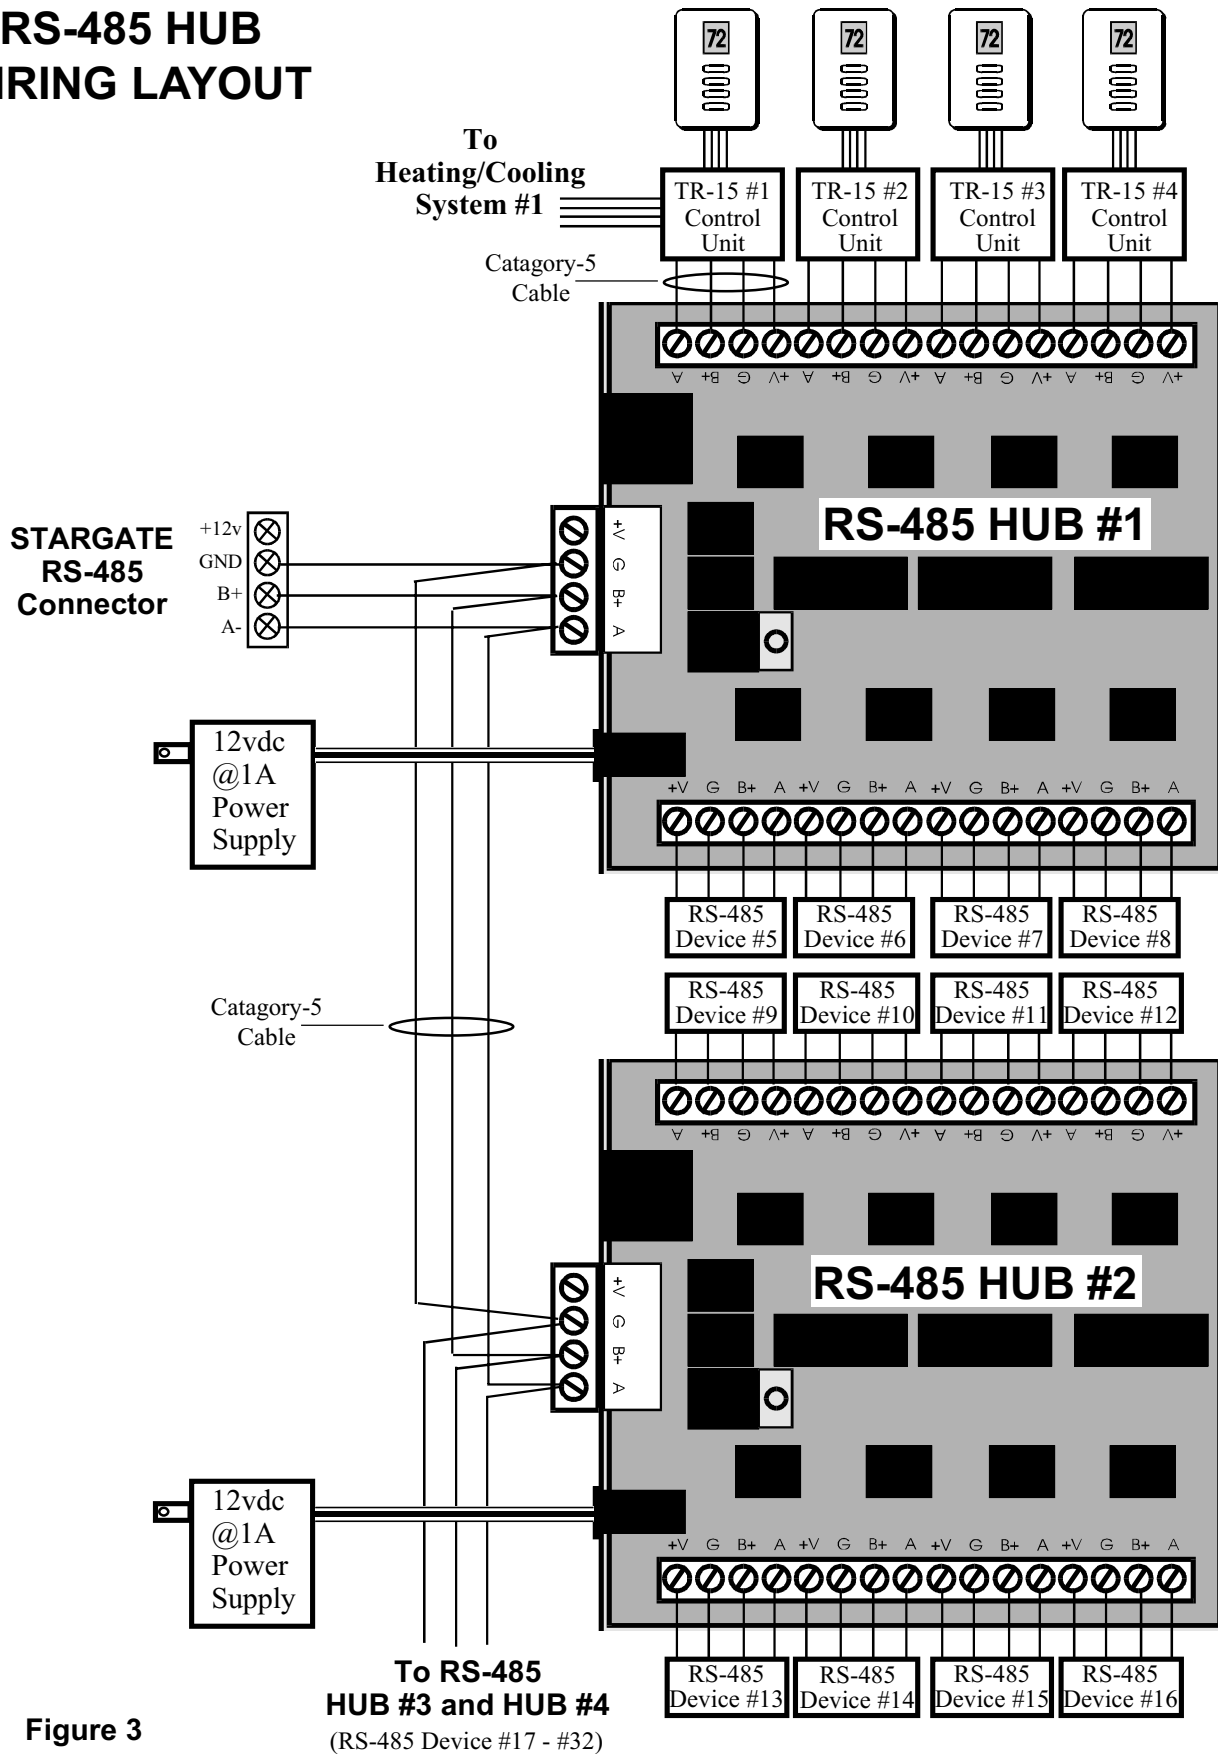 RS-485 HUB
IRING LAYOUT
72 72 72 72
To
Heating/Cooling
System #1
TR-15 #1
Control
Unit
TR-15 #2
Control
Unit
TR-15 #3
Control
Unit
TR-15 #4
Control
Unit
Catagory-5
Cable
A B+ G +V A B+ G +V A B+ G +V A B+ G +V
RS-485 HUB #1
STARGATE
RS-485
Connector
+12v
GND
B+
A-
+V
G
B+
A
12vdc
@1A
Power
Supply
+V G B+ A +V G B+ A +V G B+ A +V G B+ A
RS-485
Device #5
RS-485
Device #6
RS-485
Device #7
RS-485
Device #8
RS-485
Device #9
RS-485
Device #10
RS-485
Device #11
RS-485
Device #12
Catagory-5
Cable
A B+ G +V A B+ G +V A B+ G +V A B+ G +V
RS-485 HUB #2
+V
G
B+
A
12vdc
@1A
Power
Supply
+V G B+ A +V G B+ A +V G B+ A +V G B+ A
RS-485
Device #13
RS-485
Device #14
RS-485
Device #15
RS-485
Device #16
To RS-485
HUB #3 and HUB #4
(RS-485 Device #17 - #32)
Figure 3